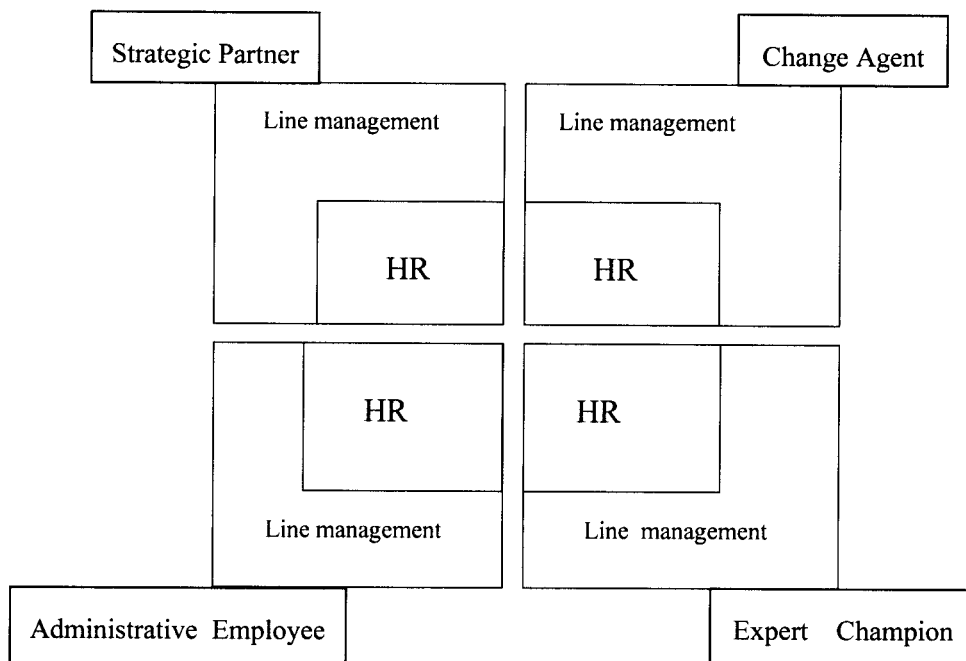 Strategic Partner
Change Agent
Line management
Line management
HR
HR
HR
HR
Line management
Line management
Administrative Employee
Expert Champion